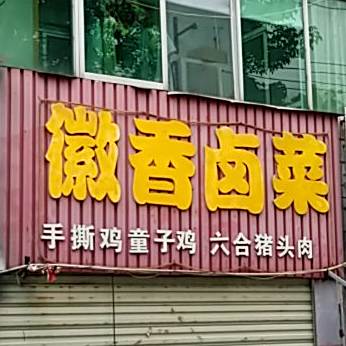 徽香卤菜
手撕鸡童子鸡 六合猪头肉